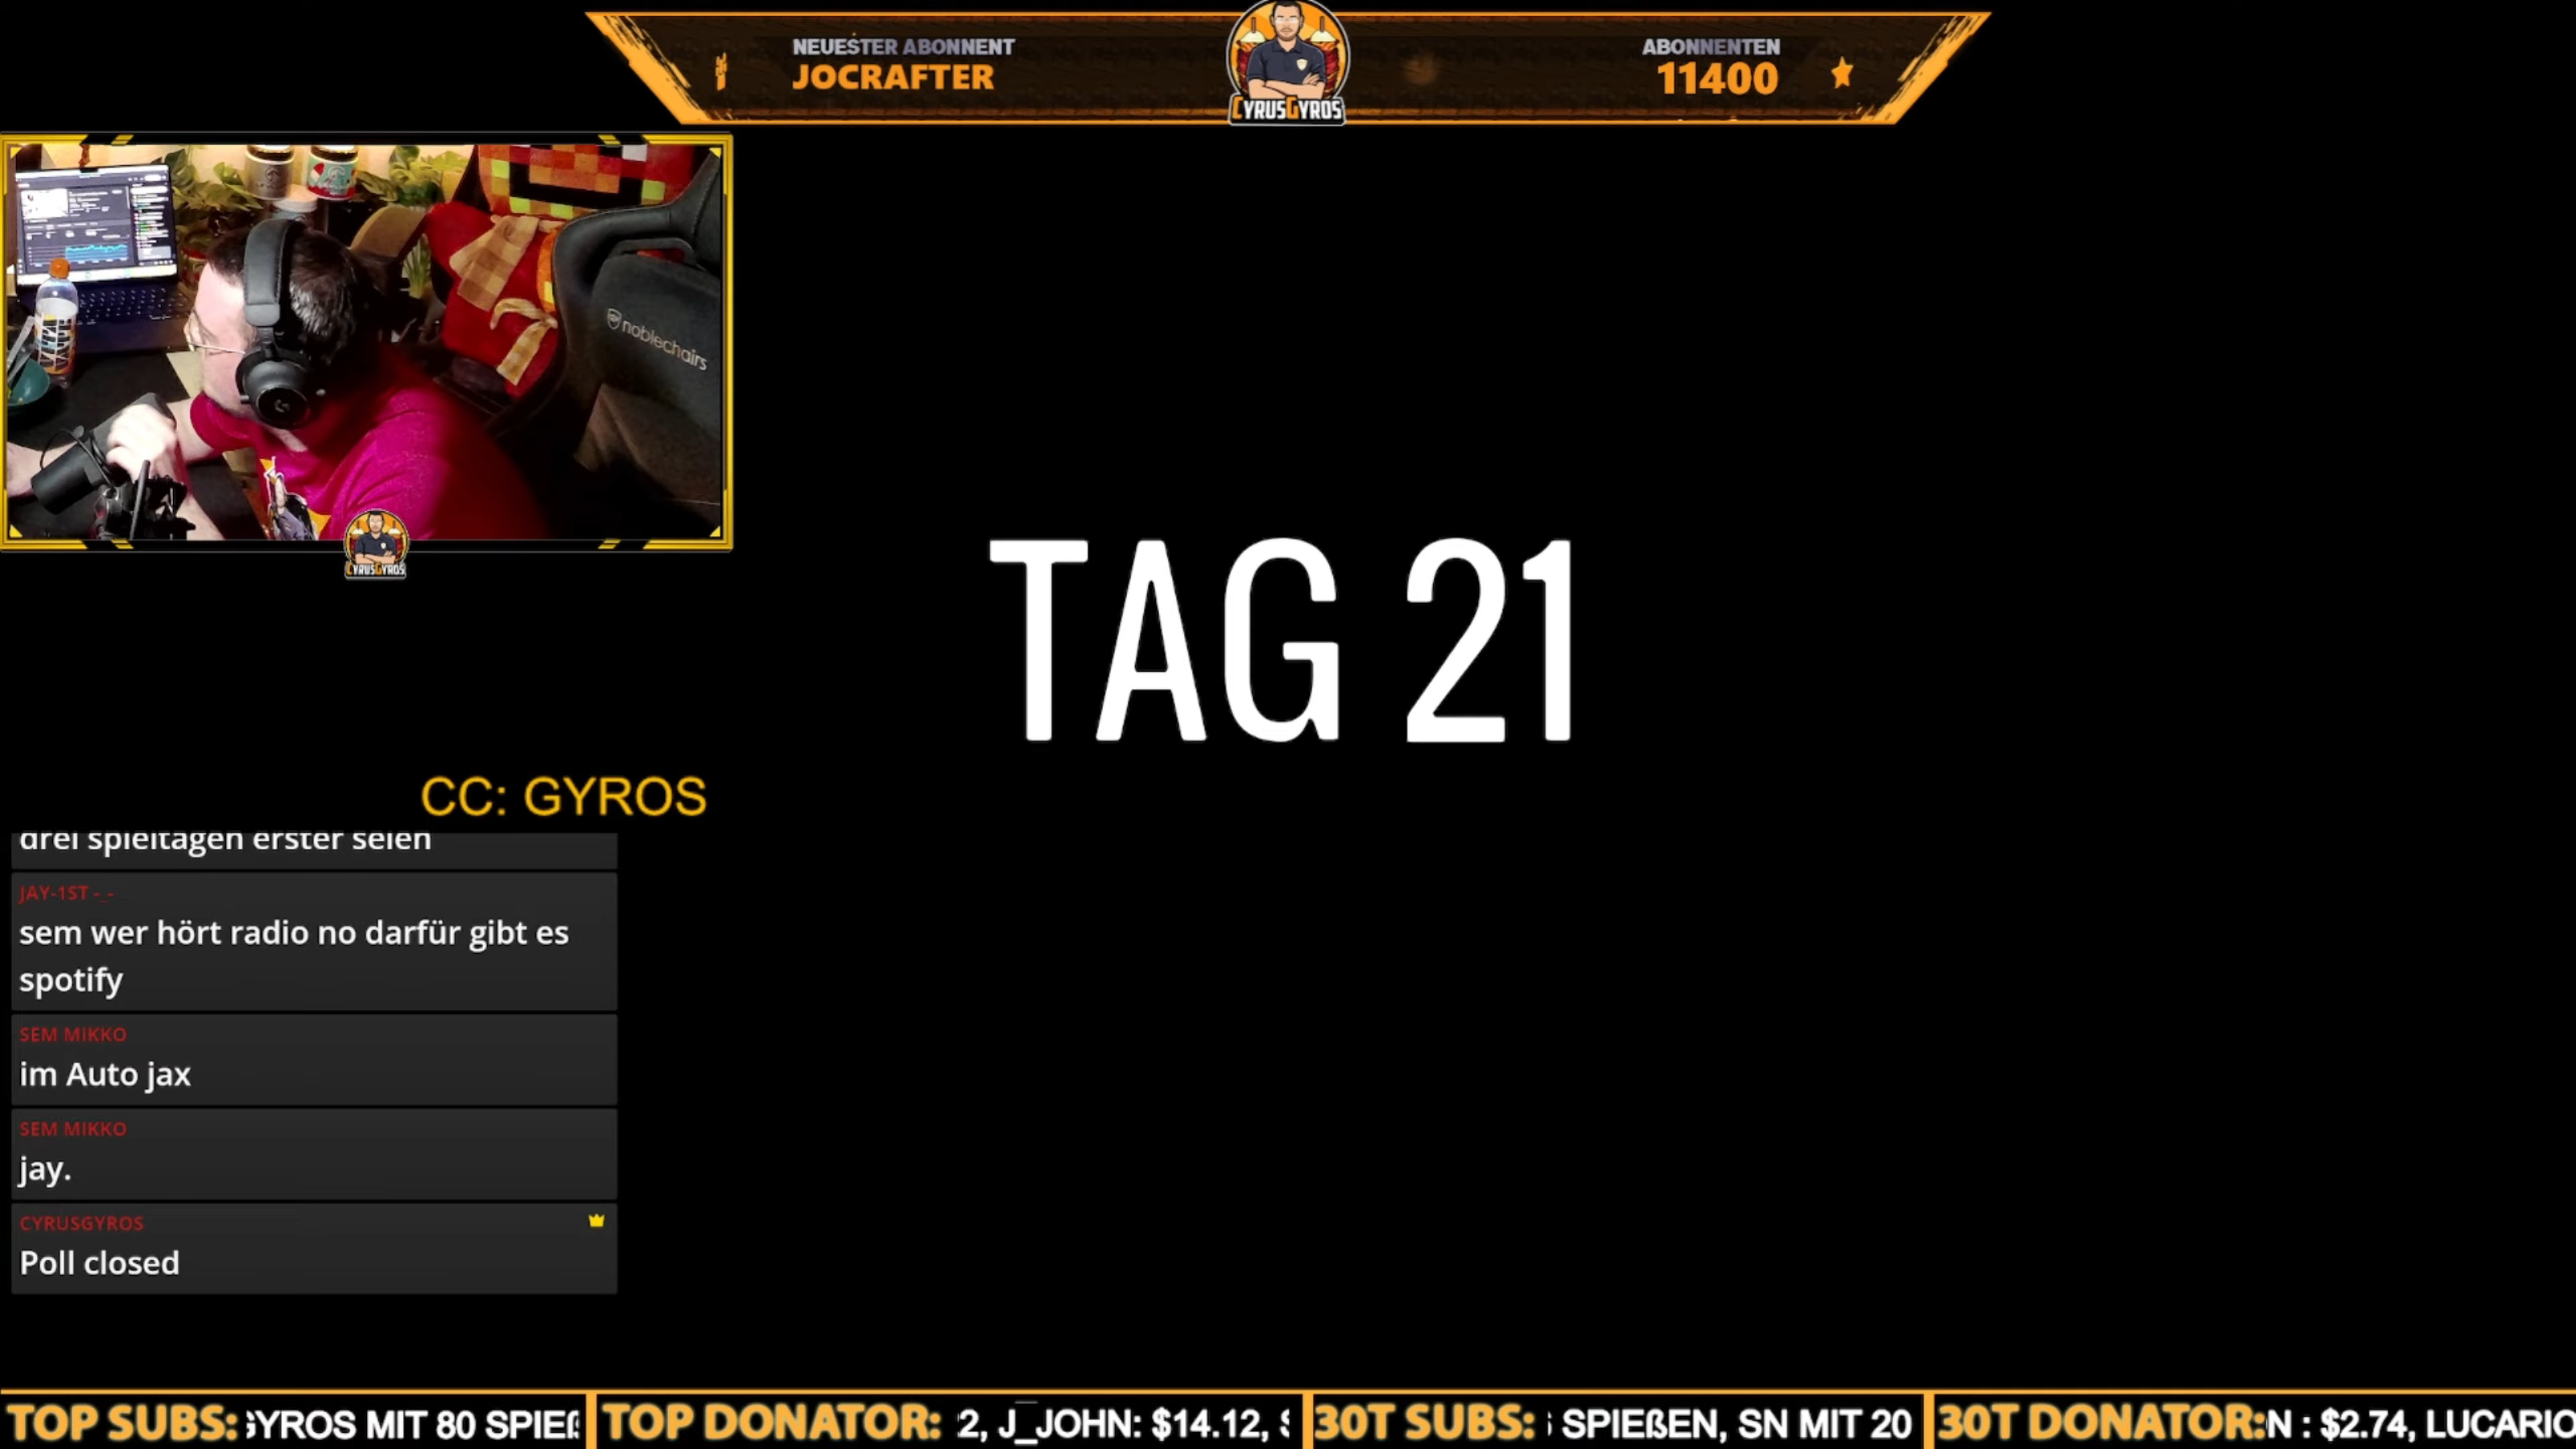 NEUESTER ABONNENT
JOCRAFTER
CYRUSGYROS
ABONNENTEN
11400
noblechairs
CYRUSGYROS
TAG 21
CC: GYROS
drei spieltagen erster seien
JAY-1ST -_-
sem wer hört radio no darfür gibt es
spotify
SEM MIKKO
im Auto jax
SEM MIKKO
jay.
CYRUSGYROS
Poll closed
TOP SUBS: GYROS MIT 80 SPIEß
TOP DONATOR: 2, J_JOHN: $14.12,
30T SUBS: SPIEßEN, SN MIT 20
30T DONATOR: N : $2.74, LUCARIO